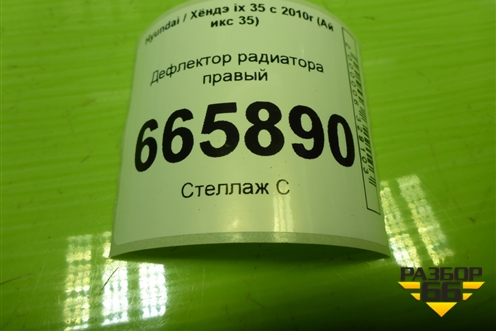 Hyundai / Хёндэ ix 35 с 2010г (Ай
икс 35)
Дефлектор радиатора
правый
665890
Стеллаж С
РАЗБОР
66